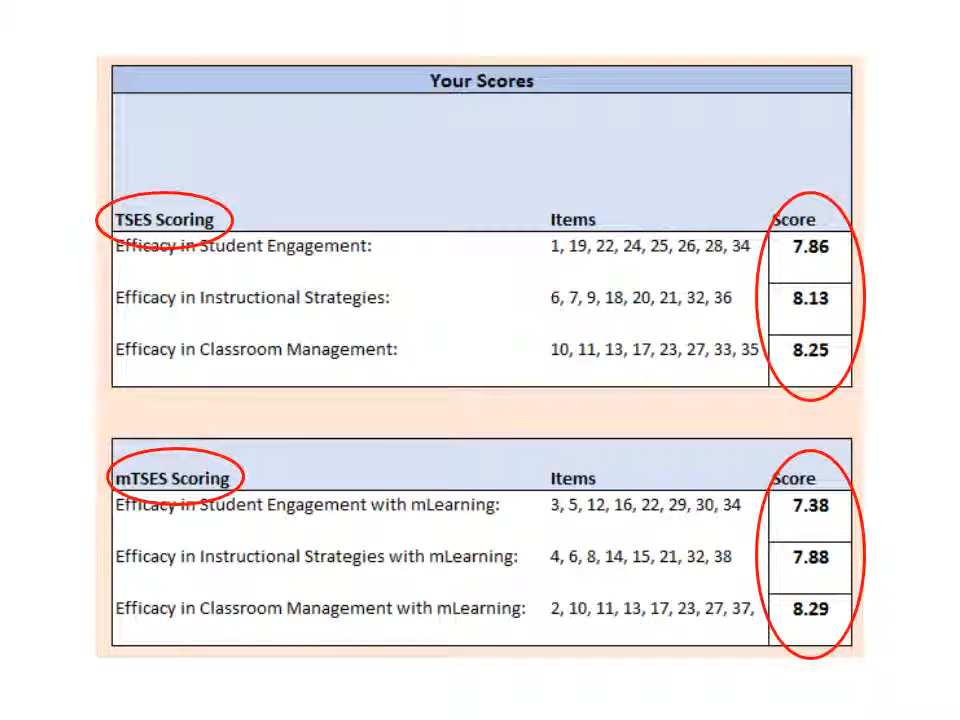 Your Scores
TSES Scoring Items Score
Efficacy in Student Engagement: 1, 19, 22, 24, 25, 26, 28, 34 7.86
Efficacy in Instructional Strategies: 6, 7, 9, 18, 20, 21, 32, 36 8.13
Efficacy in Classroom Management: 10, 11, 13, 17, 23, 27, 33, 35 8.25
mTSES Scoring Items Score
Efficacy in Student Engagement with mLearning: 3, 5, 12, 16, 22, 29, 30, 34 7.38
Efficacy in Instructional Strategies with mLearning: 4, 6, 8, 14, 15, 21, 32, 38 7.88
Efficacy in Classroom Management with mLearning: 2, 10, 11, 13, 17, 23, 27, 37, 8.29